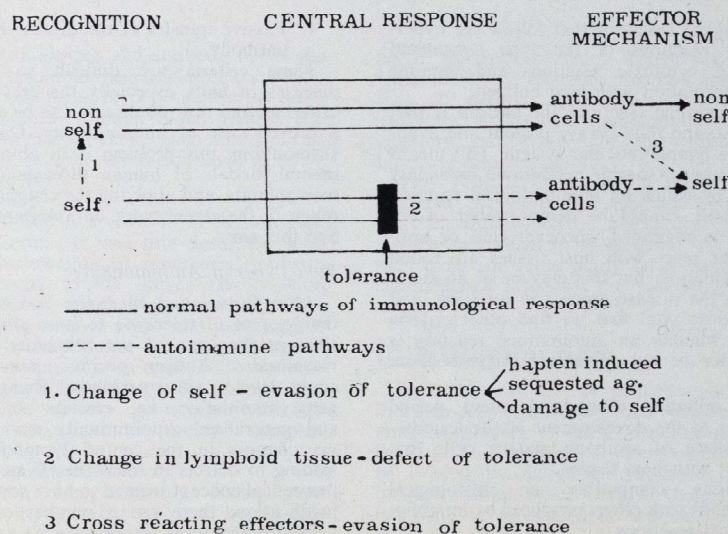 RECOGNITION CENTRAL RESPONSE EFFECTOR
MECHANISM
non
self
1
self
antibody
cells
non
self
3
antibody
cells
self
2
tolerance
normal pathways of immunological response
autoimmune pathways
1. Change of self - evasion of tolerance
hapten induced
sequested ag.
damage to self
2 Change in lymphoid tissue - defect of tolerance
3 Cross reacting effectors - evasion of tolerance